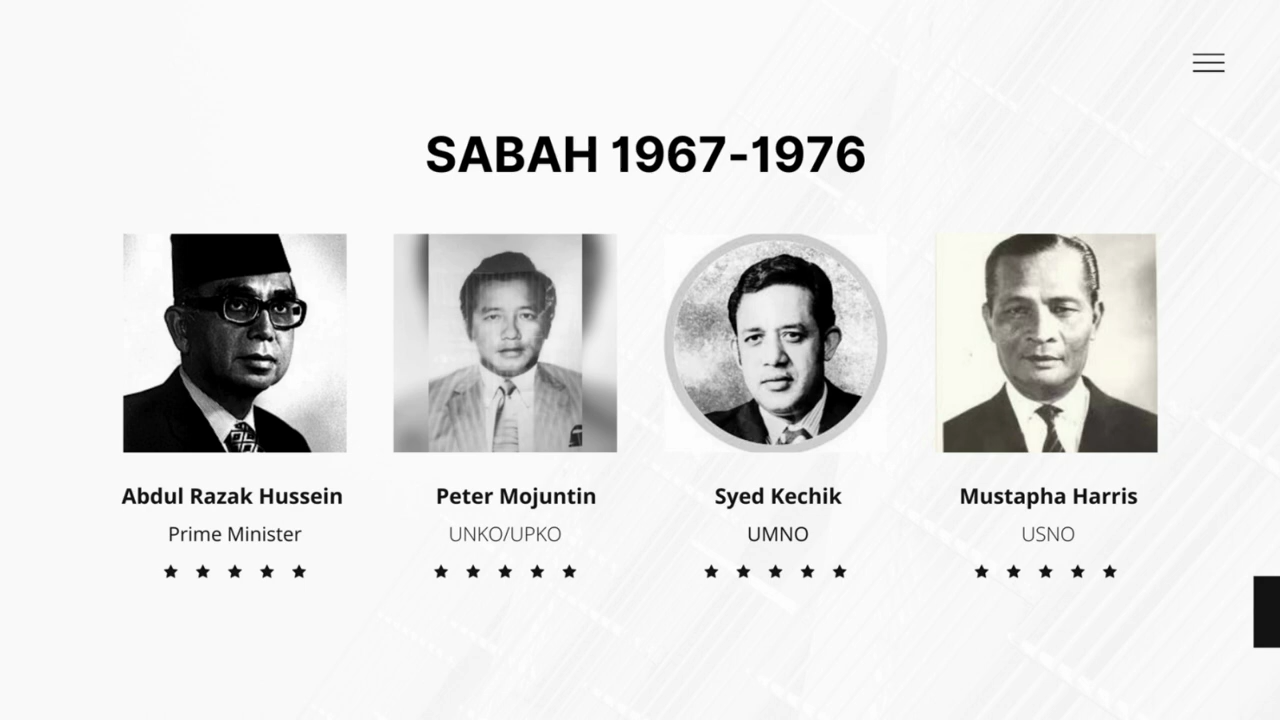 SABAH 1967-1976
Abdul Razak Hussein
Prime Minister
Peter Mojuntin
UNKO/UPKO
Syed Kechik
UMNO
Mustapha Harris
USNO